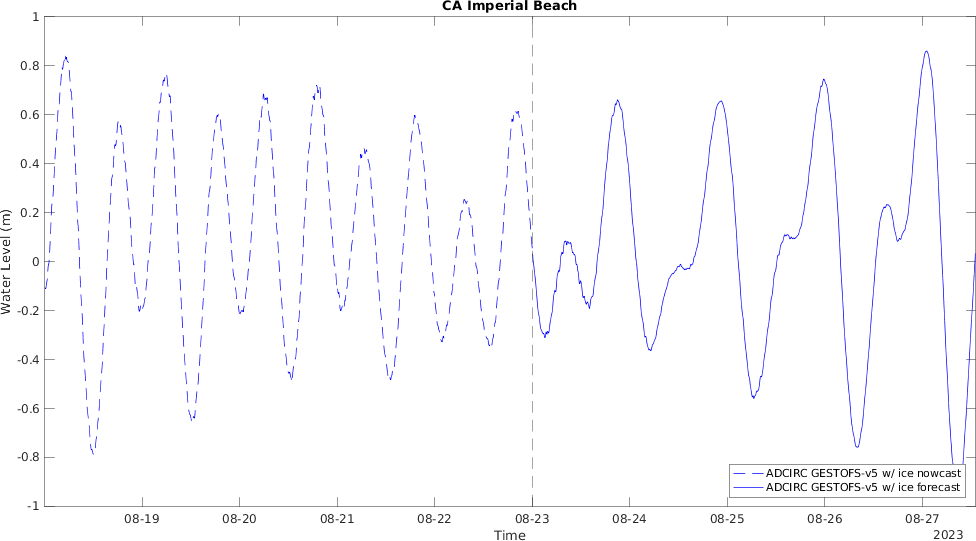 CA Imperial Beach
1
0.8
0.6
0.4
0.2
0
-0.2
-0.4
-0.6
-0.8
-1
Water Level (m)
ADCIRC GESTOFS-v5 w/ ice nowcast
ADCIRC GESTOFS-v5 w/ ice forecast
08-19 08-20 08-21 08-22 08-23 08-24 08-25 08-26 08-27
Time
2023